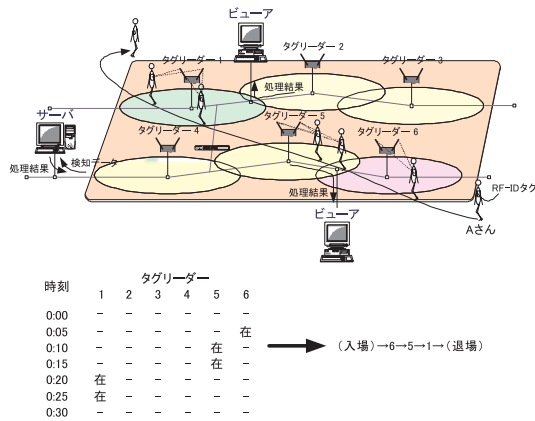 ビューア
タグリーダー 2
タグリーダー 1
タグリーダー 3
処理結果
サーバ
タグリーダー 5
タグリーダー 4
タグリーダー 6
検知データ
処理結果
処理結果
RF-IDタグ
Aさん
ビューア
タグリーダー
時刻 1 2 3 4 5 6
0:00 － － － － － －
0:05 － － － － － 在
0:10 － － － － 在 －
0:15 － － － － 在 －
0:20 在 － － － － －
0:25 在 － － － － －
0:30 － － － － － －
(入場)→6→5→1→(退場)